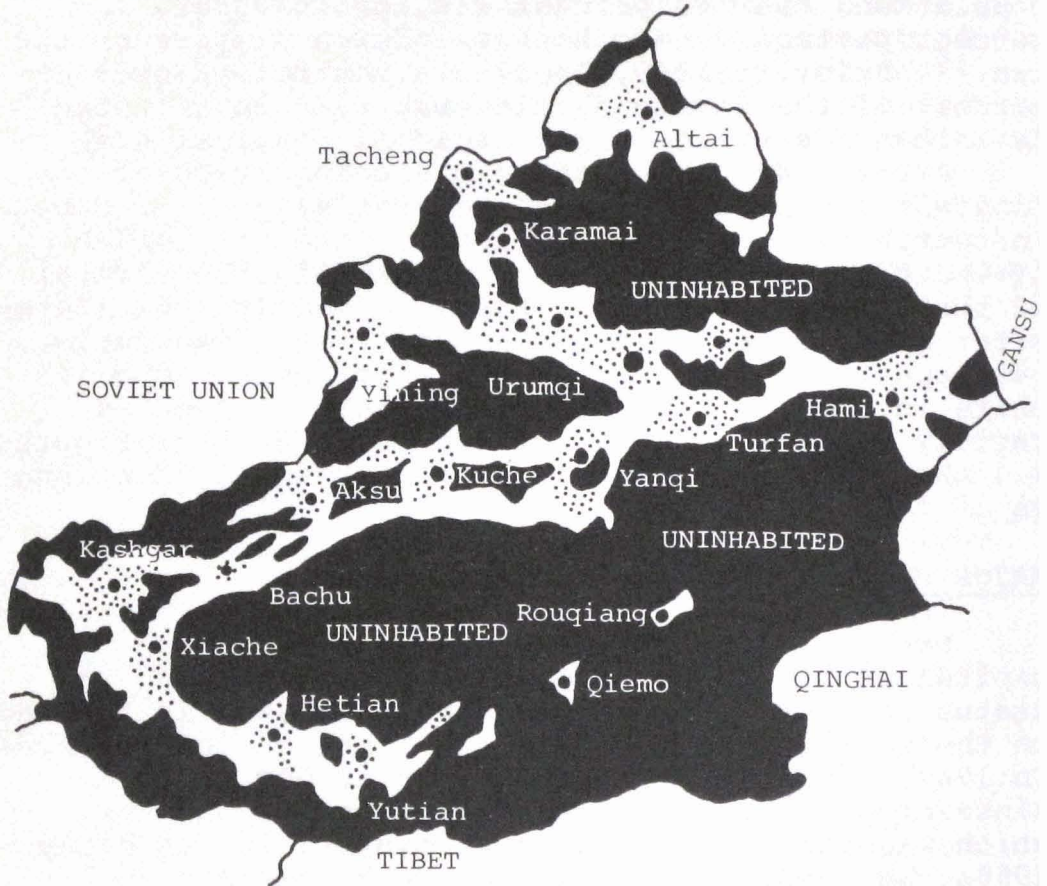 Altai
Tacheng
Karamai
UNINHABITED
GANSU
SOVIET UNION
Yining
Urumqi
Hami
Turfan
Kuche
Yanqi
Aksu
UNINHABITED
Kashgar
Bachu
Rouqiang
UNINHABITED
Xiache
Qiemo
QINGHAI
Hetian
Yutian
TIBET